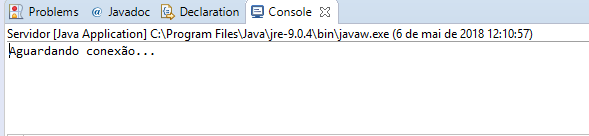 Problems @ Javadoc Declaration Console
Servidor [Java Application] C:\Program Files\Java\jre-9.0.4\bin\javaw.exe (6 de mai de 2018 12:10:57)
Aguardando conexão...